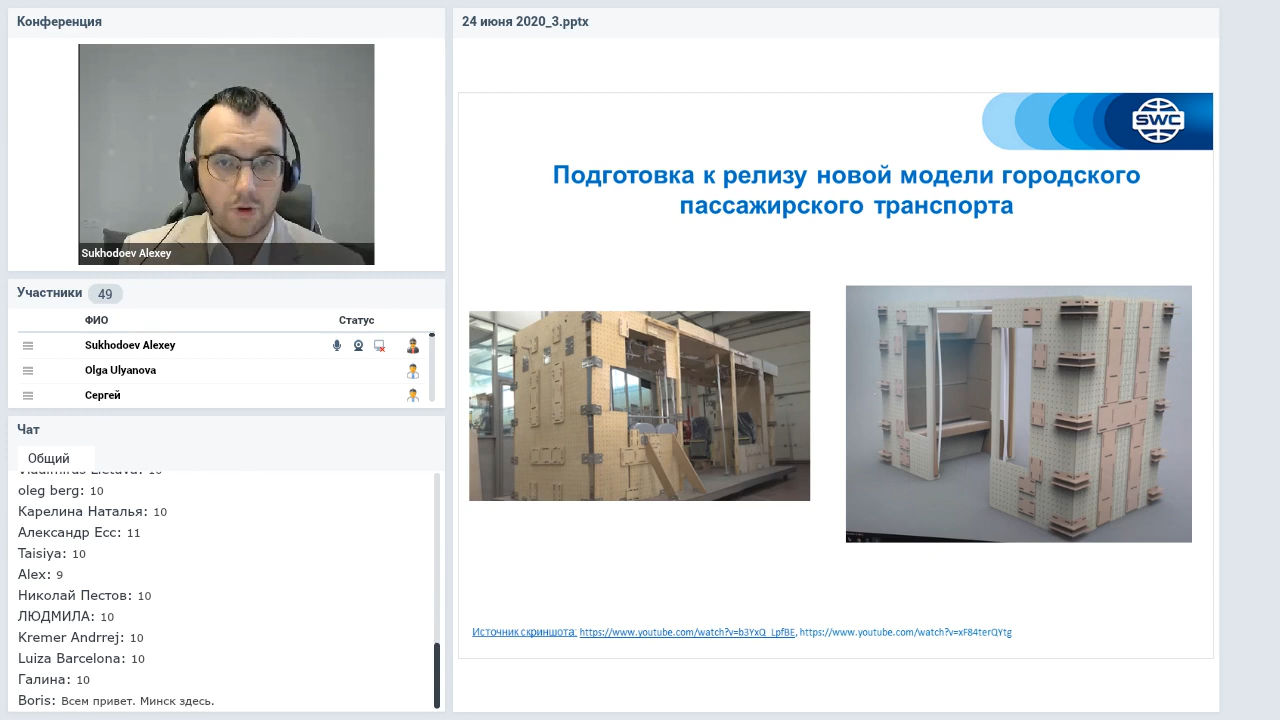 Конференция
Sukhodoev Alexey
Участники 49
ФИО Статус
Sukhodoev Alexey
Olga Ulyanova
Сергей
Чат
Общий
oleg berg: 10
Карелина Наталья: 10
Александр Есс: 11
Taisiya: 10
Alex: 9
Николай Пестов: 10
ЛЮДМИЛА: 10
Kremer Andrrej: 10
Luiza Barcelona: 10
Галина: 10
Boris: Всем привет. Минск здесь.
24 июня 2020_3.pptx
SWC
Подготовка к релизу новой модели городского
пассажирского транспорта
Источник скриншота: https://www.youtube.com/watch?v=b3YxQ_LpfBE, https://www.youtube.com/watch?v=xF84terQYtg